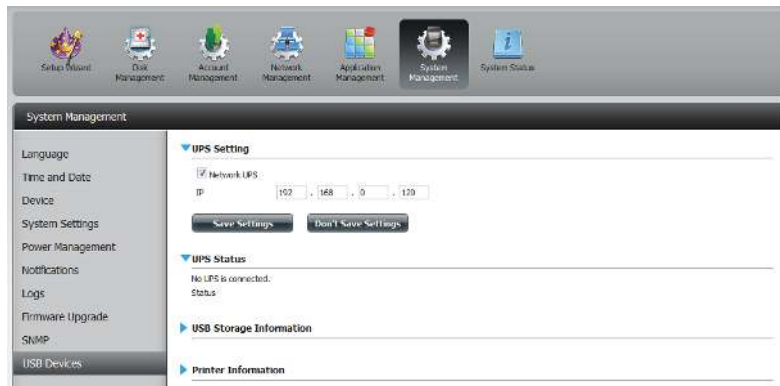 Setup Wizard
Disk
Management
Account
Management
Network
Management
Application
Management
System
Management
System Status
System Management
Language
Time and Date
Device
System Settings
Power Management
Notifications
Logs
Firmware Upgrade
SNMP
USB Devices
UPS Setting
Network UPS
IP 192 . 168 . 0 . 120
Save Settings Don't Save Settings
UPS Status
No UPS is connected.
Status
USB Storage Information
Printer Information